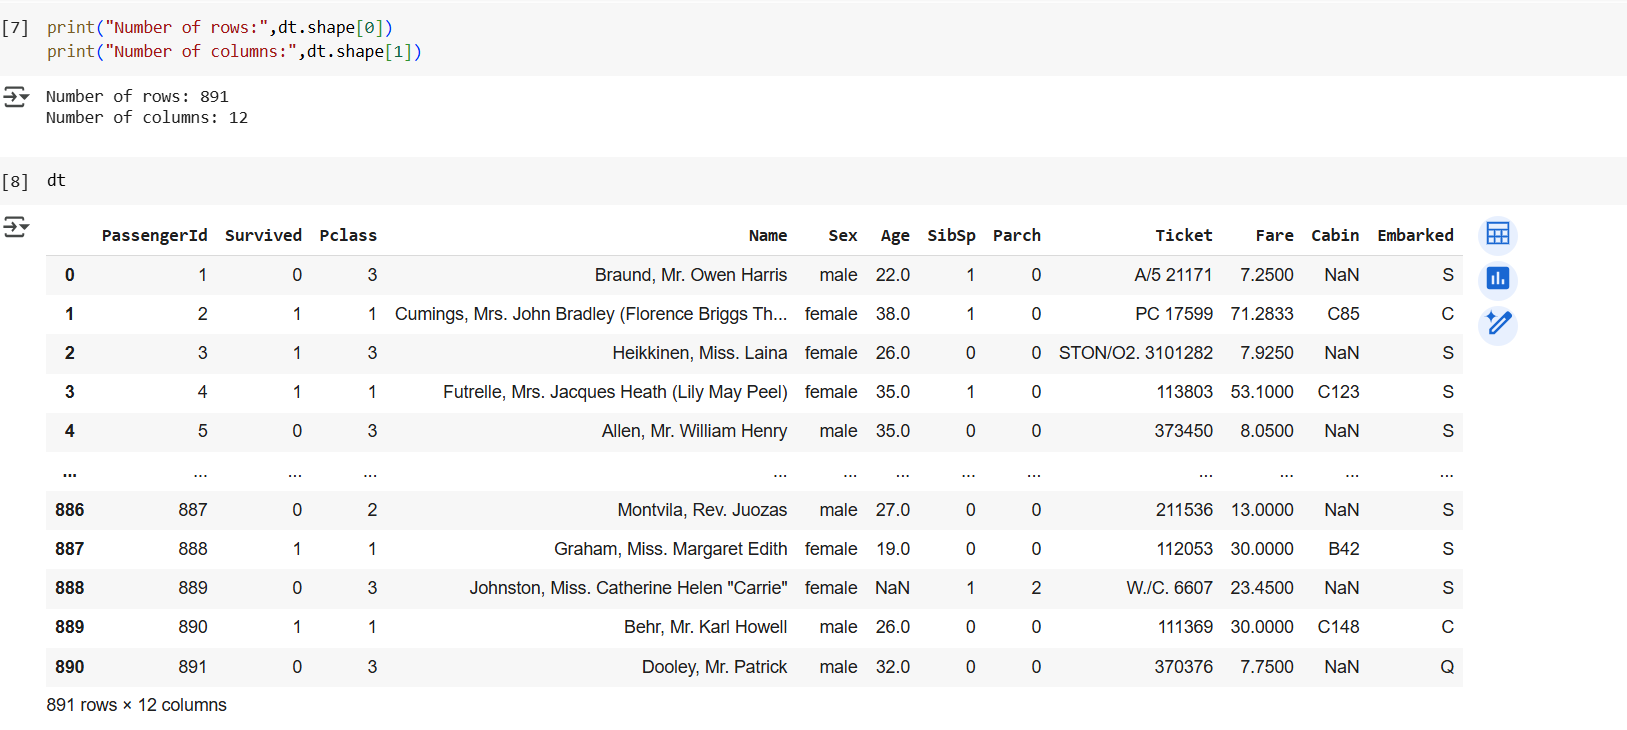 [7] print("Number of rows:",dt.shape[0])
print("Number of columns:",dt.shape[1])
Number of rows: 891
Number of columns: 12
[8] dt
PassengerId Survived Pclass Name Sex Age SibSp Parch Ticket Fare Cabin Embarked
0 1 0 3 Braund, Mr. Owen Harris male 22.0 1 0 A/5 21171 7.2500 NaN S
1 2 1 1 Cumings, Mrs. John Bradley (Florence Briggs Th... female 38.0 1 0 PC 17599 71.2833 C85 C
2 3 1 3 Heikkinen, Miss. Laina female 26.0 0 0 STON/O2. 3101282 7.9250 NaN S
3 4 1 1 Futrelle, Mrs. Jacques Heath (Lily May Peel) female 35.0 1 0 113803 53.1000 C123 S
4 5 0 3 Allen, Mr. William Henry male 35.0 0 0 373450 8.0500 NaN S
... ... ... ... ... ... ... ... ... ... ... ... ...
886 887 0 2 Montvila, Rev. Juozas male 27.0 0 0 211536 13.0000 NaN S
887 888 1 1 Graham, Miss. Margaret Edith female 19.0 0 0 112053 30.0000 B42 S
888 889 0 3 Johnston, Miss. Catherine Helen "Carrie" female NaN 1 2 W./C. 6607 23.4500 NaN S
889 890 1 1 Behr, Mr. Karl Howell male 26.0 0 0 111369 30.0000 C148 C
890 891 0 3 Dooley, Mr. Patrick male 32.0 0 0 370376 7.7500 NaN Q
891 rows × 12 columns